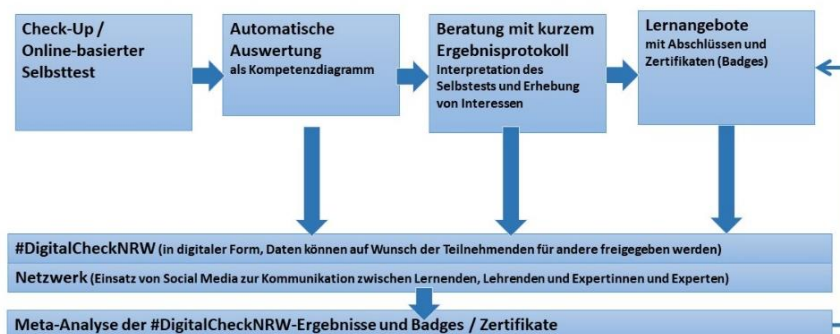 Check-Up /
Online-basierter
Selbsttest
Automatische
Auswertung
als Kompetenzdiagramm
Beratung mit kurzem
Ergebnisprotokoll
Interpretation des
Selbstests und Erhebung
von Interessen
Lernangebote
mit Abschlüssen und
Zertifikaten (Badges)
#DigitalCheckNRW (in digitaler Form, Daten können auf Wunsch der Teilnehmenden für andere freigegeben werden)
Netzwerk (Einsatz von Social Media zur Kommunikation zwischen Lernenden, Lehrenden und Expertinnen und Experten)
Meta-Analyse der #DigitalCheckNRW-Ergebnisse und Badges / Zertifikate